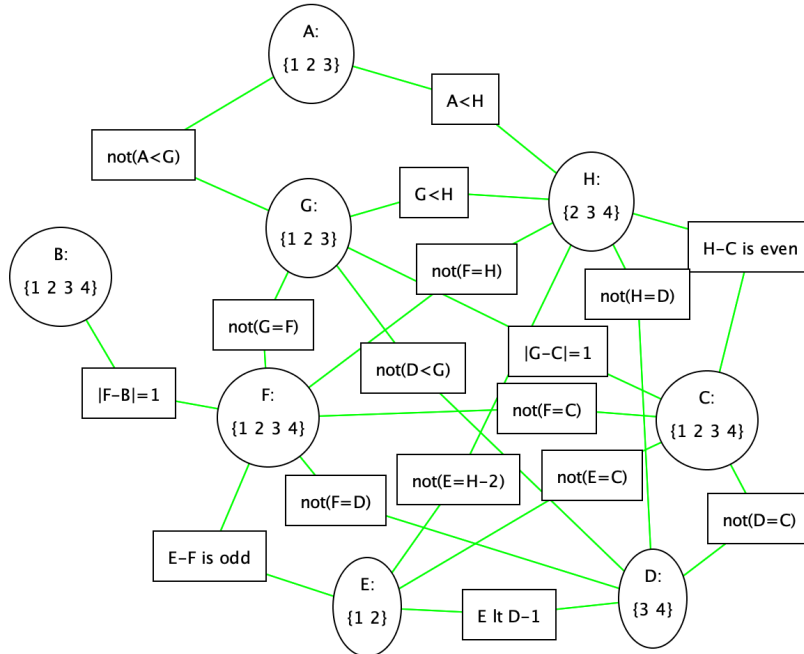 A:
{1 2 3}
A<H
not(A<G)
G:
{1 2 3}
G<H
H:
{2 3 4}
H-C is even
B:
{1 2 3 4}
not(F=H)
not(H=D)
not(G=F)
not(D<G)
|G-C|=1
|F-B|=1
F:
{1 2 3 4}
not(F=C)
C:
{1 2 3 4}
not(E=H-2)
not(E=C)
not(F=D)
not(D=C)
E-F is odd
E:
{1 2}
E lt D-1
D:
{3 4}